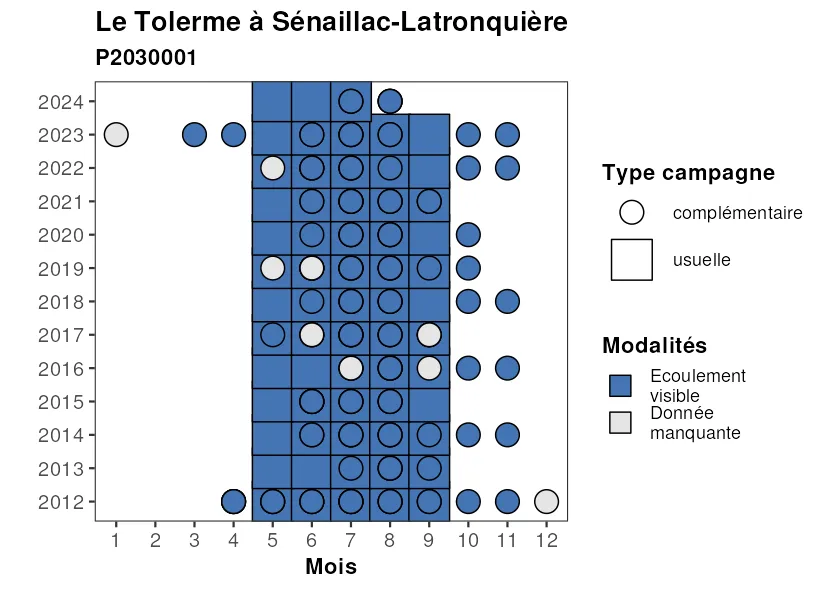 Le Tolerme à Sénaillac-Latronquière
P2030001
2024
2023
2022
2021
2020
2019
2018
2017
2016
2015
2014
2013
2012
1 2 3 4 5 6 7 8 9 10 11 12
Mois
Type campagne
complémentaire
usuelle
Modalités
Ecoulement
visible
Donnée
manquante